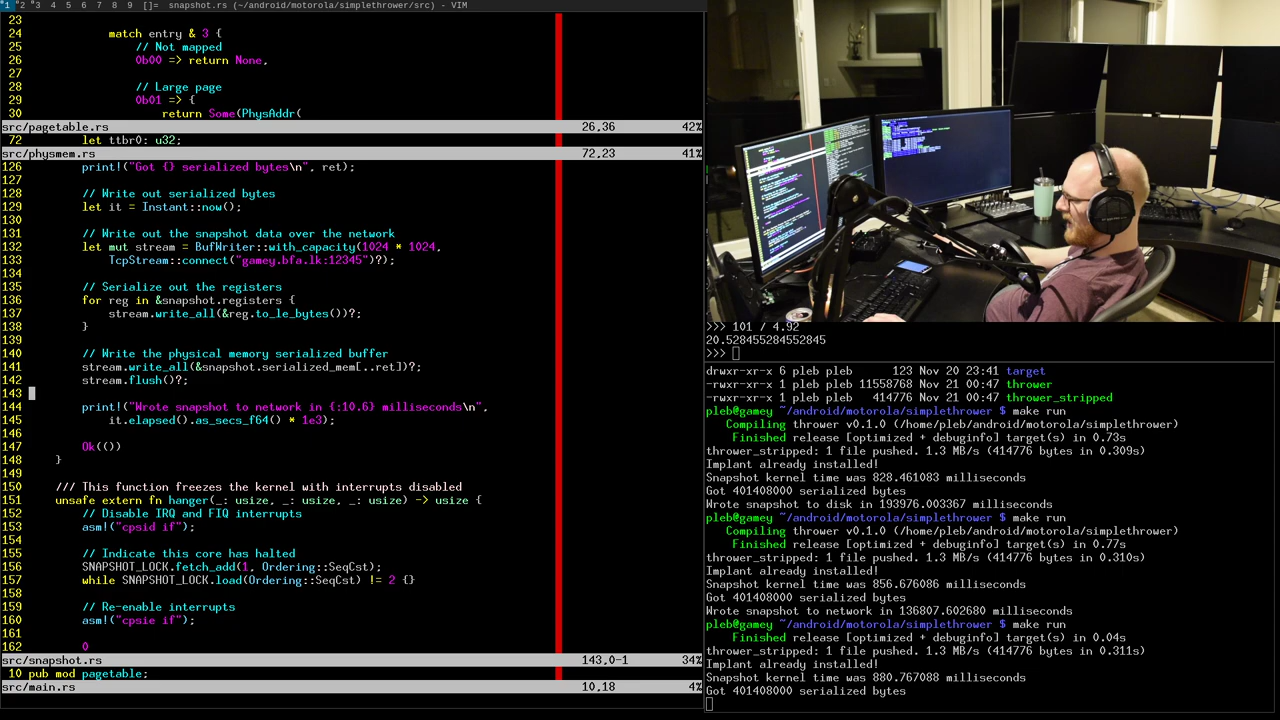 1 2 3 4 5 6 7 8 9 []= snapshot.rs (~/android/motorola/simplethrower/src) - VIM
23
24 match entry & 3 {
25 // Not mapped
26 0b00 => return None,
27
28 // Large page
29 0b01 => {
30 return Some(PhysAddr(
src/pagetable.rs 26,36 42%
72 let ttbr0: u32;
src/physmem.rs 72,23 41%
126 print!("Got {} serialized bytes\n", ret);
127
128 // Write out serialized bytes
129 let it = Instant::now();
130
131 // Write out the snapshot data over the network
132 let mut stream = BufWriter::with_capacity(1024 * 1024,
133 TcpStream::connect("gamey.bfa.lk:12345")?);
134
135 // Serialize out the registers
136 for reg in &snapshot.registers {
137 stream.write_all(&reg.to_le_bytes())?;
138 }
139
140 // Write the physical memory serialized buffer
141 stream.write_all(&snapshot.serialized_mem[..ret])?;
142 stream.flush()?;
143
144 print!("Wrote snapshot to network in {:10.6} milliseconds\n",
145 it.elapsed().as_secs_f64() * 1e3);
146
147 Ok(())
148 }
149
150 /// This function freezes the kernel with interrupts disabled
151 unsafe extern fn hanger(_: usize, _: usize, _: usize) -> usize {
152 // Disable IRQ and FIQ interrupts
153 asm!("cpsid if");
154
155 // Indicate this core has halted
156 SNAPSHOT_LOCK.fetch_add(1, Ordering::SeqCst);
157 while SNAPSHOT_LOCK.load(Ordering::SeqCst) != 2 {}
158
159 // Re-enable interrupts
160 asm!("cpsie if");
161
162 0
src/snapshot.rs 143,0-1 34%
10 pub mod pagetable;
src/main.rs 10,18 4%
>>> 101 / 4.92
20.528455284552845
>>>
drwxr-xr-x 6 pleb pleb 123 Nov 20 23:41 target
-rwxr-xr-x 1 pleb pleb 11558768 Nov 21 00:47 thrower
-rwxr-xr-x 1 pleb pleb 414776 Nov 21 00:47 thrower_stripped
pleb@gamey ~/android/motorola/simplethrower $ make run
Compiling thrower v0.1.0 (/home/pleb/android/motorola/simplethrower)
Finished release [optimized + debuginfo] target(s) in 0.73s
thrower_stripped: 1 file pushed. 1.3 MB/s (414776 bytes in 0.309s)
Implant already installed!
Snapshot kernel time was 828.461083 milliseconds
Got 401408000 serialized bytes
Wrote snapshot to disk in 193976.003367 milliseconds
pleb@gamey ~/android/motorola/simplethrower $ make run
Compiling thrower v0.1.0 (/home/pleb/android/motorola/simplethrower)
Finished release [optimized + debuginfo] target(s) in 0.77s
thrower_stripped: 1 file pushed. 1.3 MB/s (414776 bytes in 0.310s)
Implant already installed!
Snapshot kernel time was 856.676086 milliseconds
Got 401408000 serialized bytes
Wrote snapshot to network in 136807.602680 milliseconds
pleb@gamey ~/android/motorola/simplethrower $ make run
Finished release [optimized + debuginfo] target(s) in 0.04s
thrower_stripped: 1 file pushed. 1.3 MB/s (414776 bytes in 0.311s)
Implant already installed!
Snapshot kernel time was 880.767088 milliseconds
Got 401408000 serialized bytes